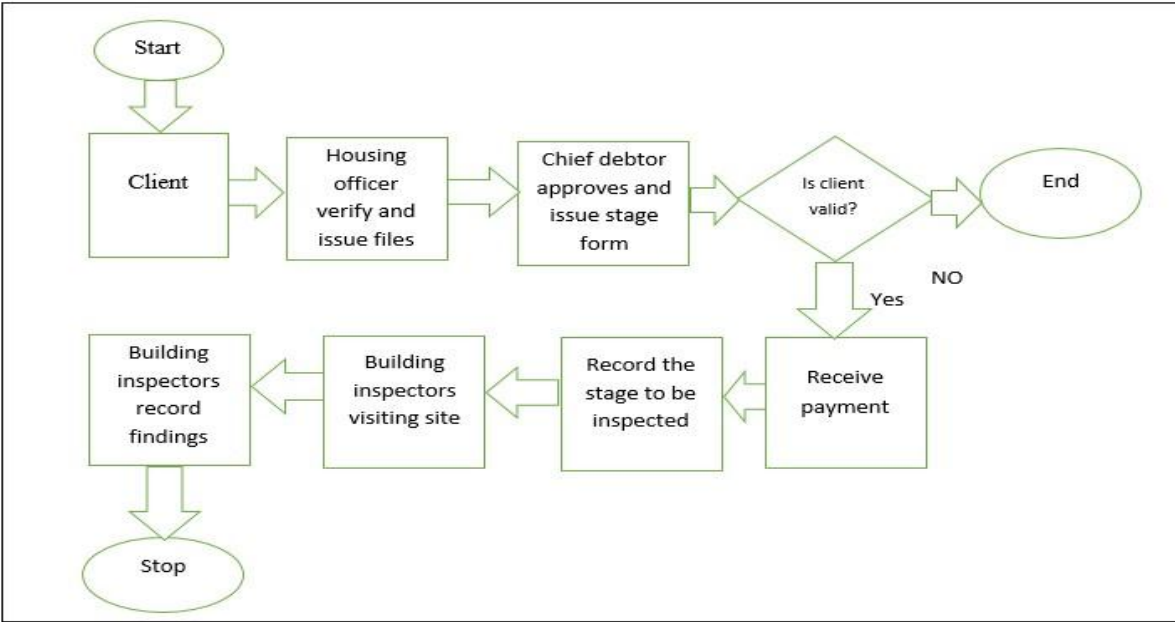 Start
Client
Housing
officer
verify and
issue files
Chief debtor
approves and
issue stage
form
Is client
valid?
End
NO
Yes
Receive
payment
Record the
stage to be
inspected
Building
inspectors
visiting site
Building
inspectors
record
findings
Stop